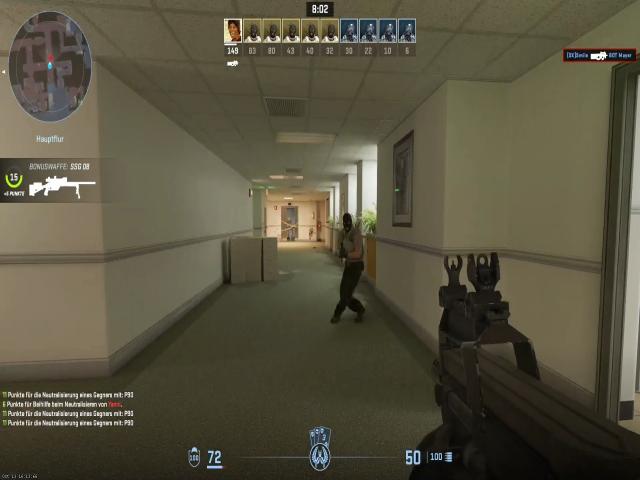 8:02
149 83 80 43 40 32 30 22 10 6
BOT Mayer
Hauptflur
BONUSWAFFE: SSG 08
15
+5 PUNKTE
11 Punkte für die Neutralisierung eines Gegners mit: P90
6 Punkte für Beihilfe beim Neutralisieren von Yanni.
11 Punkte für die Neutralisierung eines Gegners mit: P90
11 Punkte für die Neutralisierung eines Gegners mit: P90
100 72
50 100